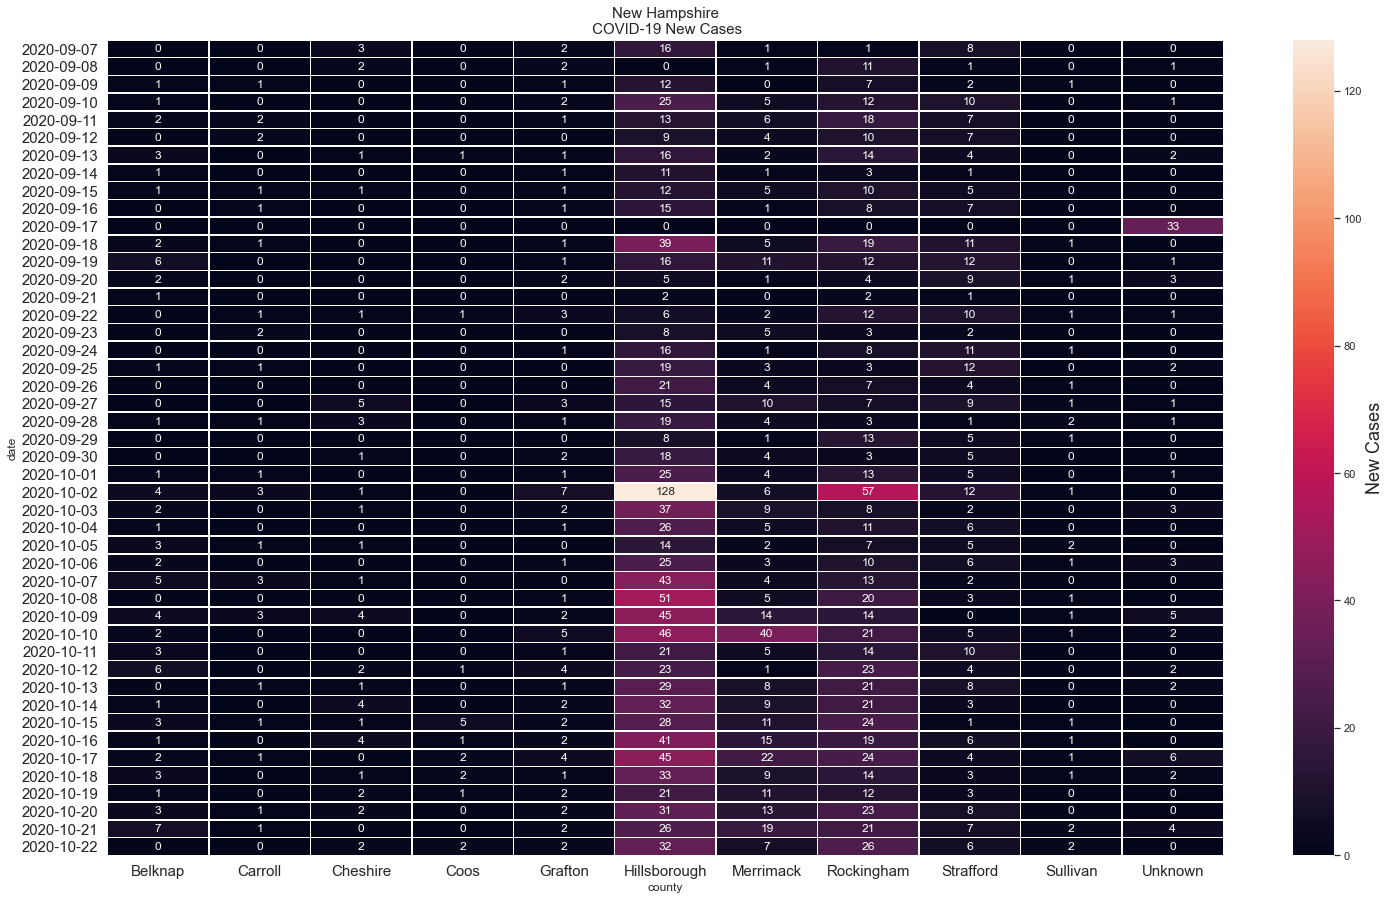 New Hampshire
COVID-19 New Cases
2020-09-07 0 0 3 0 2 16 1 1 8 0 0
2020-09-08 0 0 2 0 2 0 1 11 1 0 1
2020-09-09 1 1 0 0 1 12 0 7 2 1 0
2020-09-10 1 0 0 0 2 25 5 12 10 0 1
2020-09-11 2 2 0 0 1 13 6 18 7 0 0
2020-09-12 0 2 0 0 0 9 4 10 7 0 0
2020-09-13 3 0 1 1 1 16 2 14 4 0 2
2020-09-14 1 0 0 0 1 11 1 3 1 0 0
2020-09-15 1 1 1 0 1 12 5 10 5 0 0
2020-09-16 0 1 0 0 1 15 1 8 7 0 0
2020-09-17 0 0 0 0 0 0 0 0 0 0 33
2020-09-18 2 1 0 0 1 39 5 19 11 1 0
2020-09-19 6 0 0 0 1 16 11 12 12 0 1
2020-09-20 2 0 0 0 2 5 1 4 9 1 3
2020-09-21 1 0 0 0 0 2 0 2 1 0 0
2020-09-22 0 1 1 1 3 6 2 12 10 1 1
2020-09-23 0 2 0 0 0 8 5 3 2 0 0
2020-09-24 0 0 0 0 1 16 1 8 11 1 0
2020-09-25 1 1 0 0 0 19 3 3 12 0 2
2020-09-26 0 0 0 0 0 21 4 7 4 1 0
2020-09-27 0 0 5 0 3 15 10 7 9 1 1
2020-09-28 1 1 3 0 1 19 4 3 1 2 1
2020-09-29 0 0 0 0 0 8 1 13 5 1 0
2020-09-30 0 0 1 0 2 18 4 3 5 0 0
2020-10-01 1 1 0 0 1 25 4 13 5 0 1
2020-10-02 4 3 1 0 7 128 6 57 12 1 0
2020-10-03 2 0 1 0 2 37 9 8 2 0 3
2020-10-04 1 0 0 0 1 26 5 11 6 0 0
2020-10-05 3 1 1 0 0 14 2 7 5 2 0
2020-10-06 2 0 0 0 1 25 3 10 6 1 3
2020-10-07 5 3 1 0 0 43 4 13 2 0 0
2020-10-08 0 0 0 0 1 51 5 20 3 1 0
2020-10-09 4 3 4 0 2 45 14 14 0 1 5
2020-10-10 2 0 0 0 5 46 40 21 5 1 2
2020-10-11 3 0 0 0 1 21 5 14 10 0 0
2020-10-12 6 0 2 1 4 23 1 23 4 0 2
2020-10-13 0 1 1 0 1 29 8 21 8 0 2
2020-10-14 1 0 4 0 2 32 9 21 3 0 0
2020-10-15 3 1 1 5 2 28 11 24 1 1 0
2020-10-16 1 0 4 1 2 41 15 19 6 1 0
2020-10-17 2 1 0 2 4 45 22 24 4 1 6
2020-10-18 3 0 1 2 1 33 9 14 3 1 2
2020-10-19 1 0 2 1 2 21 11 12 3 0 0
2020-10-20 3 1 2 0 2 31 13 23 8 0 0
2020-10-21 7 1 0 0 2 26 19 21 7 2 4
2020-10-22 0 0 2 2 2 32 7 26 6 2 0
Belknap Carroll Cheshire Coos Grafton Hillsborough Merrimack Rockingham Strafford Sullivan Unknown
county
date
120
100
80
60
40
20
0
New Cases